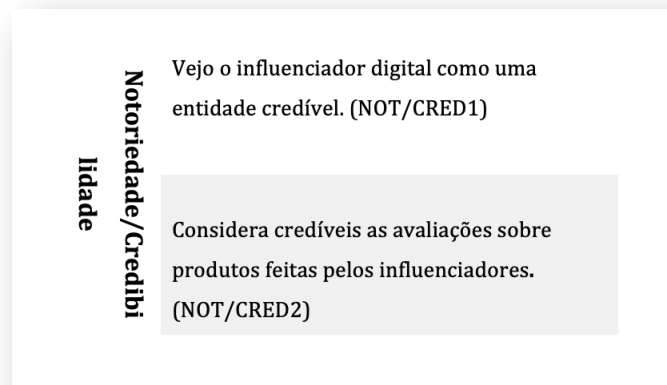 Notoriedade/Credibi
lidade
Vejo o influenciador digital como uma
entidade credível. (NOT/CRED1)
Considera credíveis as avaliações sobre
produtos feitas pelos influenciadores.
(NOT/CRED2)